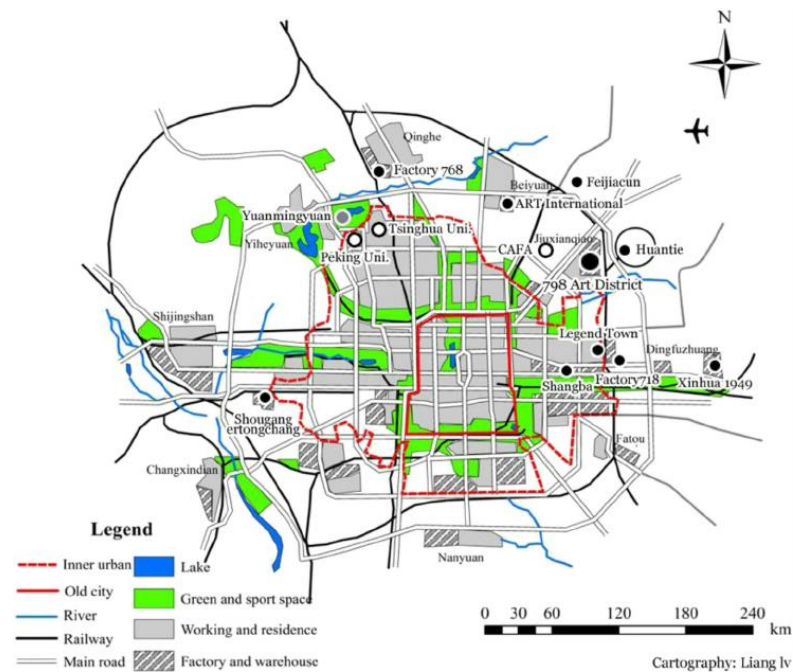 N
Qinghe
Factory 768
Beiyuan
Feijiacun
ART International
Yuanmingyuan
Tsinghua Uni.
Jiuxianqiao
Yiheyuan
Peking Uni.
CAFA
Huantie
798 Art District
Shijingshan
Legend Town
Dingfuzhuang
Shangba
Factory718
Xinhua 1949
Shougang
ertongchang
Fatou
Changxindian
Nanyuan
Legend
Inner urban
Old city
River
Railway
Main road
Lake
Green and sport space
Working and residence
Factory and warehouse
0 30 60 120 180 240
km
Cartography: Liang lv